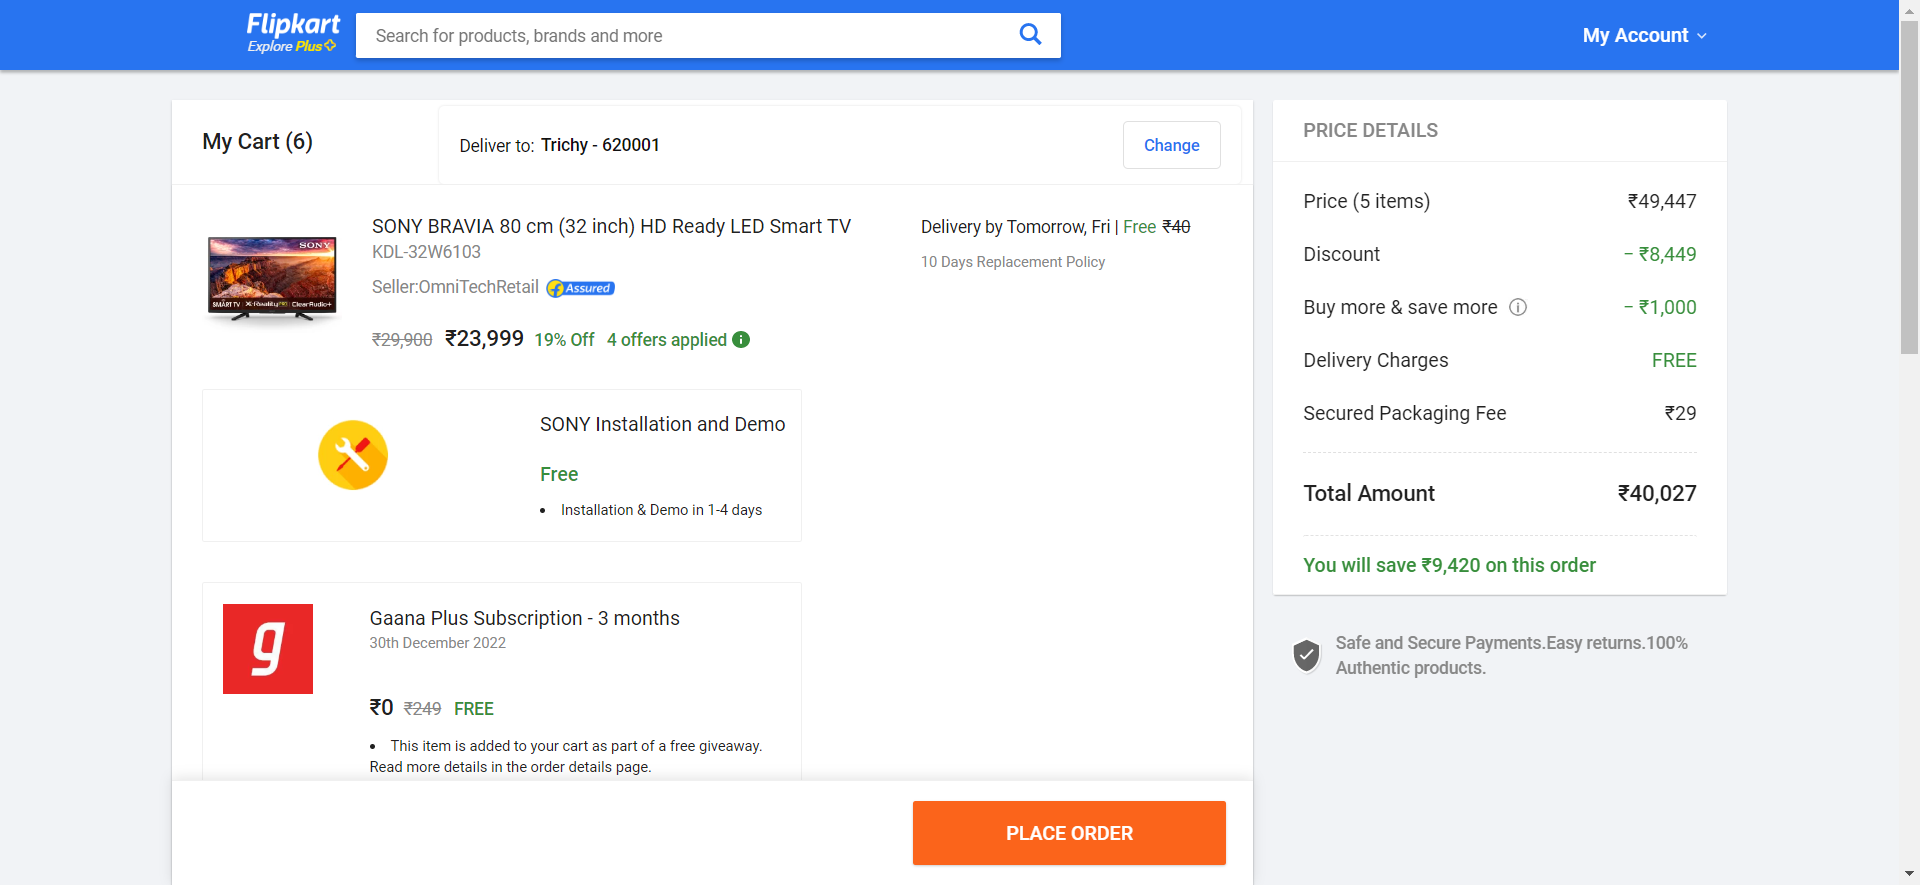 Flipkart
Explore Plus
Search for products, brands and more
My Account
My Cart (6)
Deliver to: Trichy - 620001
Change
SONY BRAVIA 80 cm (32 inch) HD Ready LED Smart TV
KDL-32W6103
Seller:OmniTechRetail
Assured
₹29,900 ₹23,999 19% Off 4 offers applied
Delivery by Tomorrow, Fri | Free ₹40
10 Days Replacement Policy
SONY
SMART TV | X-Reality PRO | ClearAudio+
SONY Installation and Demo
Free
• Installation & Demo in 1-4 days
g
Gaana Plus Subscription - 3 months
30th December 2022
₹0 ₹249 FREE
• This item is added to your cart as part of a free giveaway.
Read more details in the order details page.
PLACE ORDER
PRICE DETAILS
Price (5 items) ₹49,447
Discount − ₹8,449
Buy more & save more − ₹1,000
Delivery Charges FREE
Secured Packaging Fee ₹29
Total Amount ₹40,027
You will save ₹9,420 on this order
Safe and Secure Payments.Easy returns.100%
Authentic products.